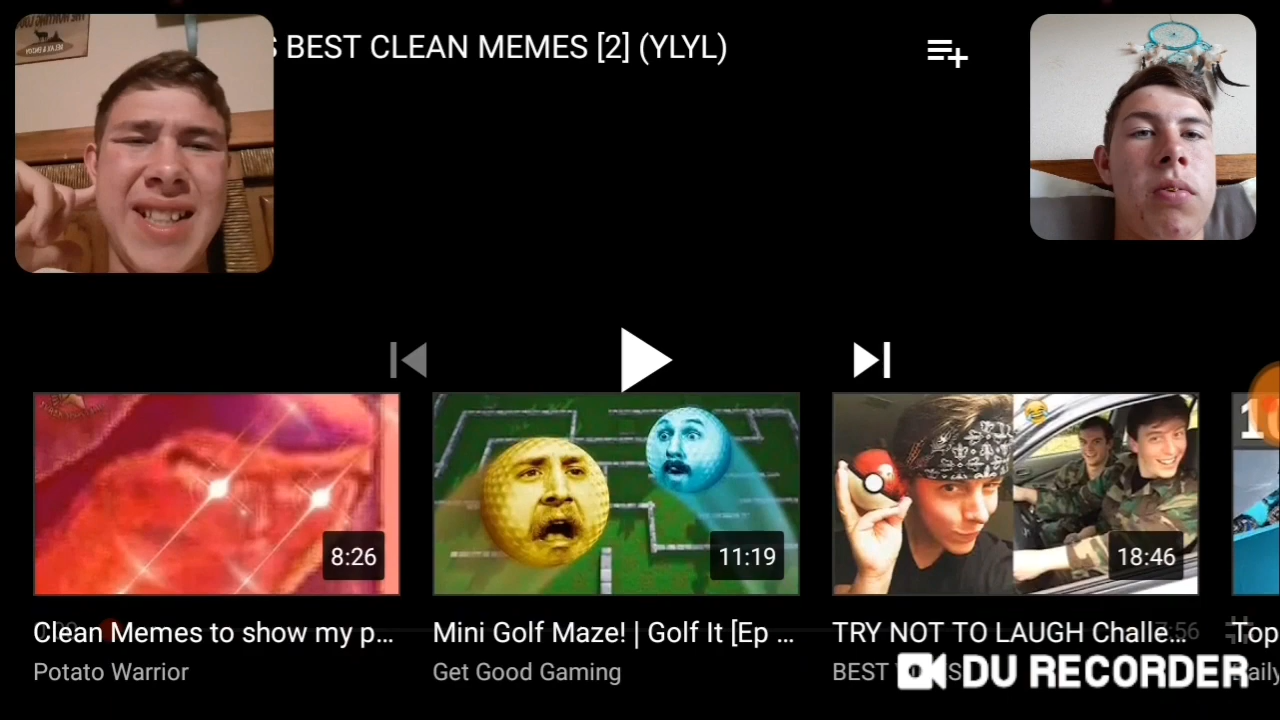 S BEST CLEAN MEMES [2] (YLYL)
8:26
11:19
18:46
Clean Memes to show my p...
Mini Golf Maze! | Golf It [Ep ...
TRY NOT TO LAUGH Challe...
Top
Potato Warrior
Get Good Gaming
BEST
DU RECORDER